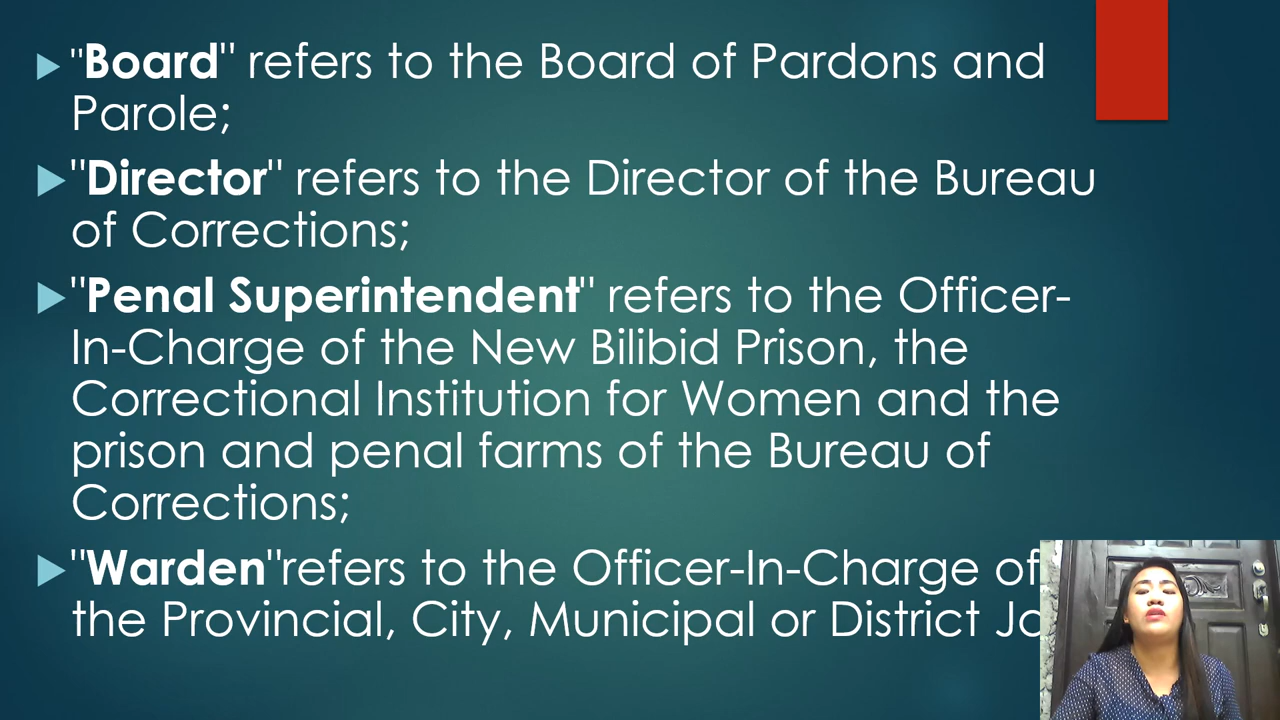 "Board" refers to the Board of Pardons and
Parole;
"Director" refers to the Director of the Bureau
of Corrections;
"Penal Superintendent" refers to the Officer-
In-Charge of the New Bilibid Prison, the
Correctional Institution for Women and the
prison and penal farms of the Bureau of
Corrections;
"Warden"refers to the Officer-In-Charge of
the Provincial, City, Municipal or District